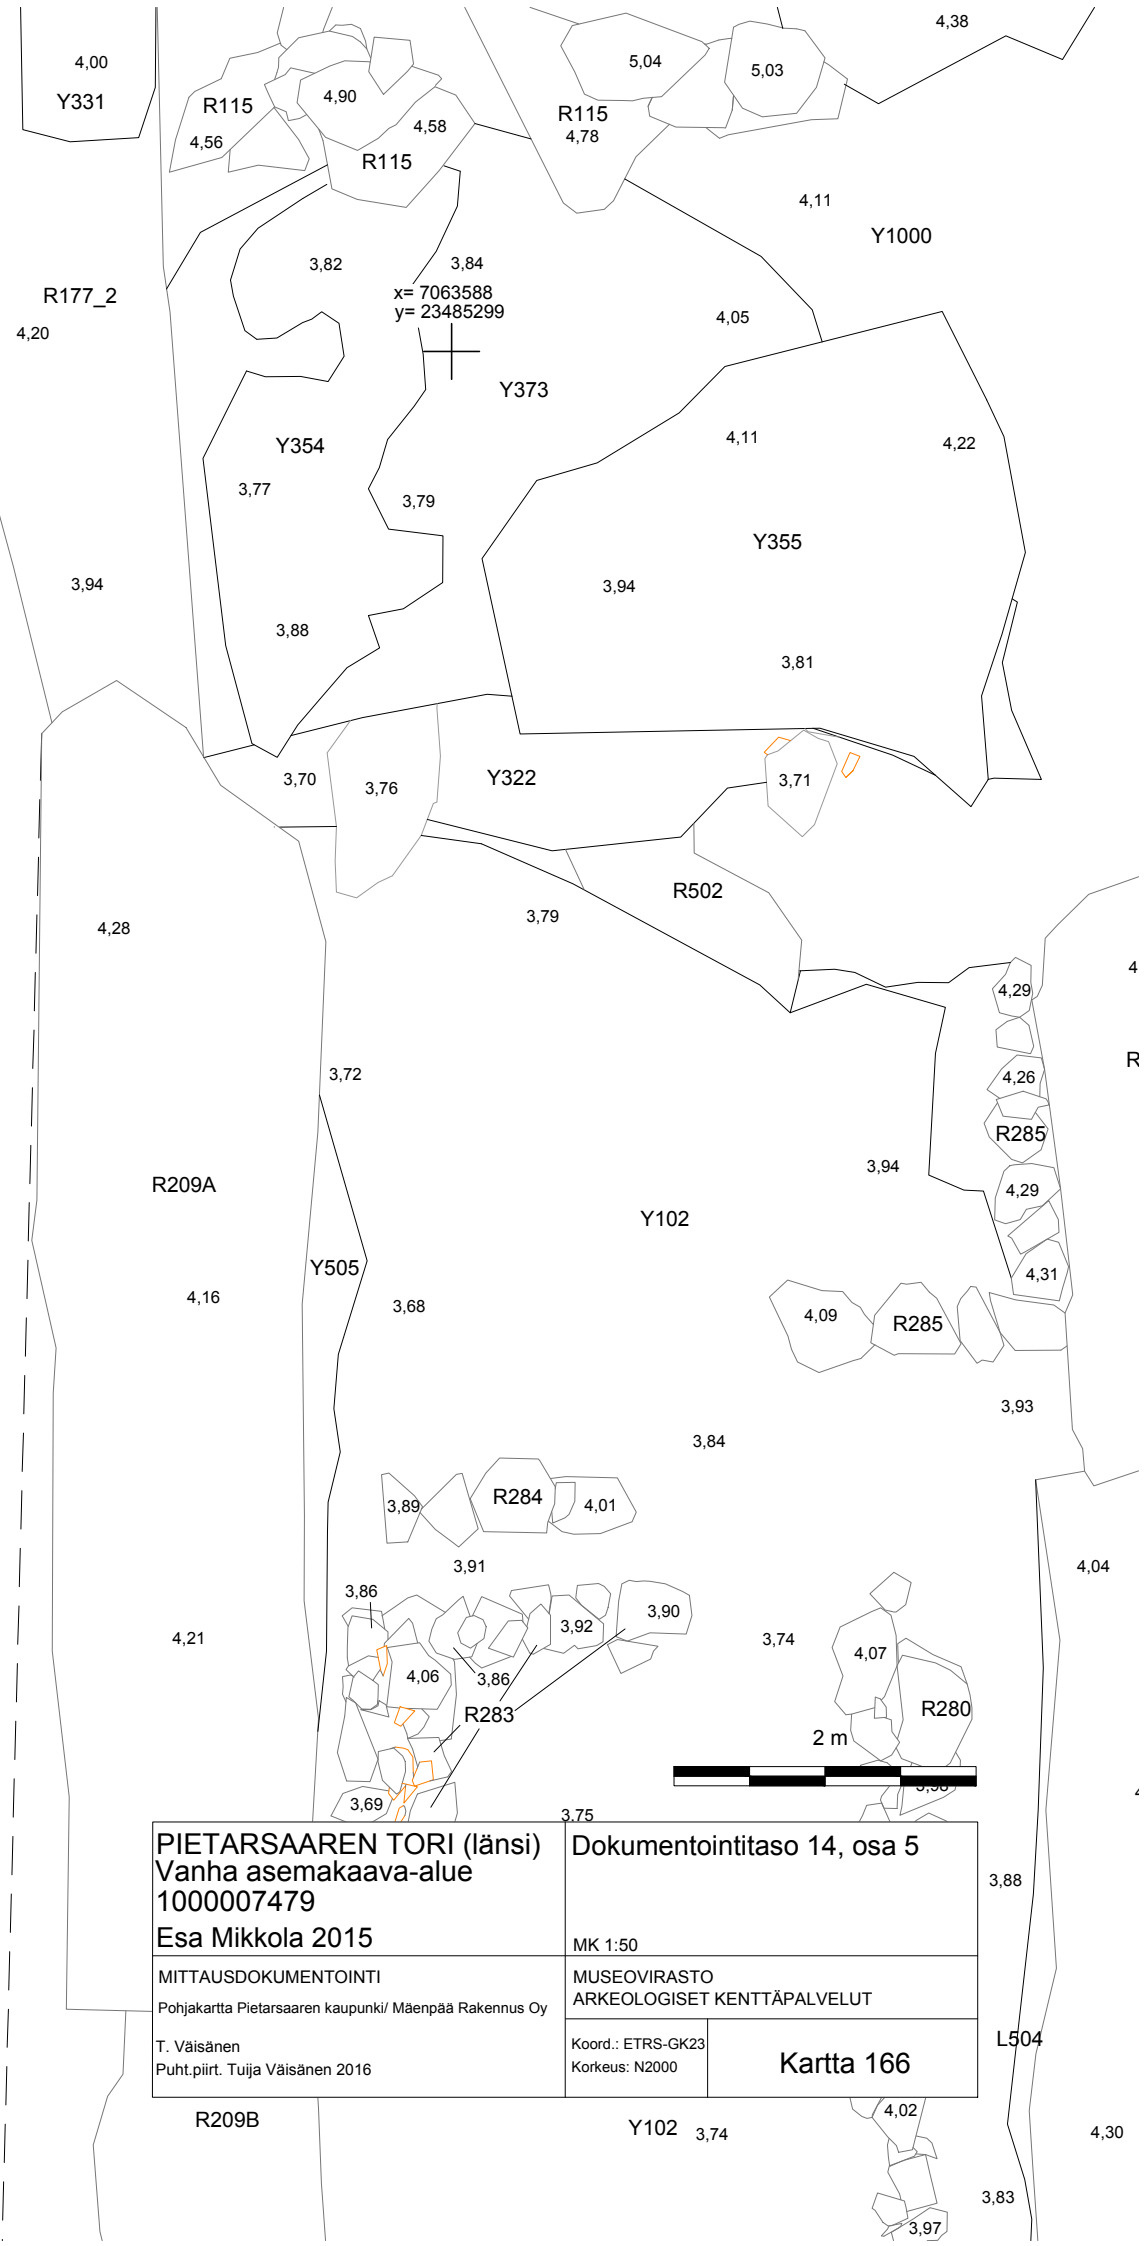 4,38
4,00
5,04
5,03
Y331
4,90
R115
R115
4,58
4,56
4,78
R115
4,11
Y1000
3,82
3,84
R177_2
x= 7063588
y= 23485299
4,20
4,05
Y373
Y354
4,11
4,22
3,77
3,79
Y355
3,94
3,94
3,88
3,81
3,70
3,76
Y322
3,71
R502
3,79
4,28
4,29
3,72
4,26
R285
3,94
R209A
4,29
Y102
Y505
4,31
4,16
3,68
4,09
R285
3,93
3,84
R284
3,89
4,01
3,91
4,04
3,86
3,90
3,92
4,21
3,74
4,07
4,06
3,86
R283
R280
2 m
3,98
3,69
3,75
PIETARSAAREN TORI (länsi)
Vanha asemakaava-alue
1000007479
Esa Mikkola 2015
Dokumentointitaso 14, osa 5
MK 1:50
3,88
MITTAUSDOKUMENTOINTI
Pohjakartta Pietarsaaren kaupunki/ Mäenpää Rakennus Oy
T. Väisänen
Puht.piirt. Tuija Väisänen 2016
MUSEOVIRASTO
ARKEOLOGISET KENTTÄPALVELUT
Koord.: ETRS-GK23
Korkeus: N2000
Kartta 166
L504
R209B
4,02
Y102
3,74
4,30
3,83
3,97